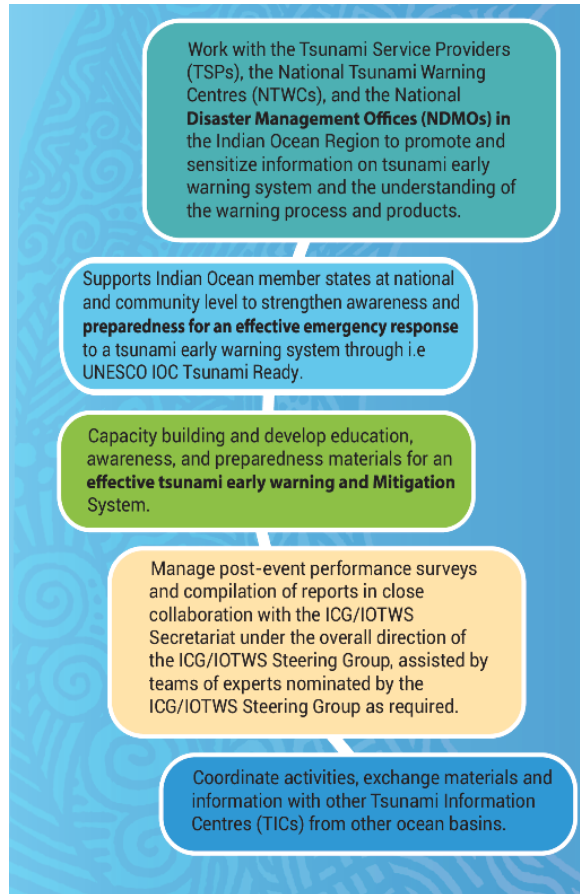 Work with the Tsunami Service Providers
(TSPs), the National Tsunami Warning
Centres (NTWCs), and the National
Disaster Management Offices (NDMOs) in
the Indian Ocean Region to promote and
sensitize information on tsunami early
warning system and the understanding of
the warning process and products.
Supports Indian Ocean member states at national
and community level to strengthen awareness and
preparedness for an effective emergency response
to a tsunami early warning system through i.e
UNESCO IOC Tsunami Ready.
Capacity building and develop education,
awareness, and preparedness materials for an
effective tsunami early warning and Mitigation
System.
Manage post-event performance surveys
and compilation of reports in close
collaboration with the ICG/IOTWS
Secretariat under the overall direction of
the ICG/IOTWS Steering Group, assisted by
teams of experts nominated by the
ICG/IOTWS Steering Group as required.
Coordinate activities, exchange materials and
information with other Tsunami Information
Centres (TICs) from other ocean basins.